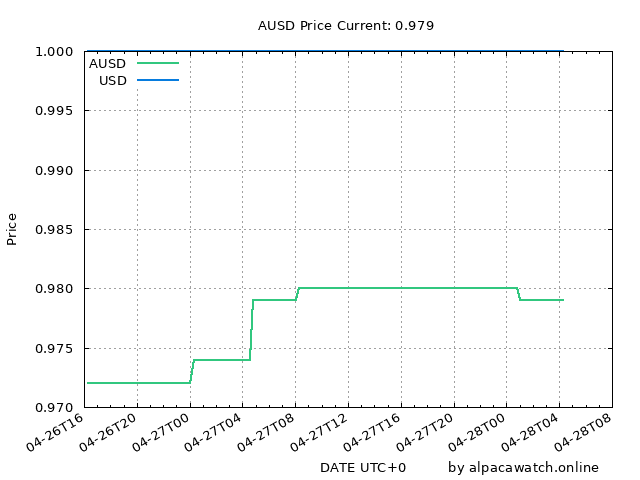 AUSD Price Current: 0.979
1.000
AUSD
USD
0.995
0.990
0.985
Price
0.980
0.975
0.970
04-26T16 04-26T20 04-27T00 04-27T04 04-27T08 04-27T12 04-27T16 04-27T20 04-28T00 04-28T04 04-28T08
DATE UTC+0 by alpacawatch.online